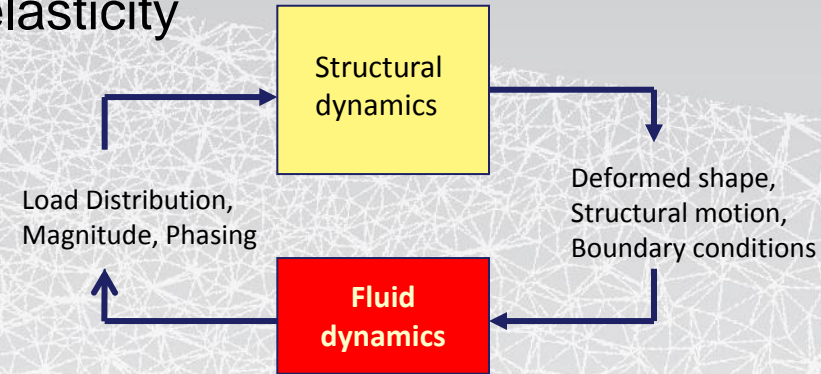 elasticity
Structural
dynamics
Load Distribution,
Magnitude, Phasing
Deformed shape,
Structural motion,
Boundary conditions
Fluid
dynamics